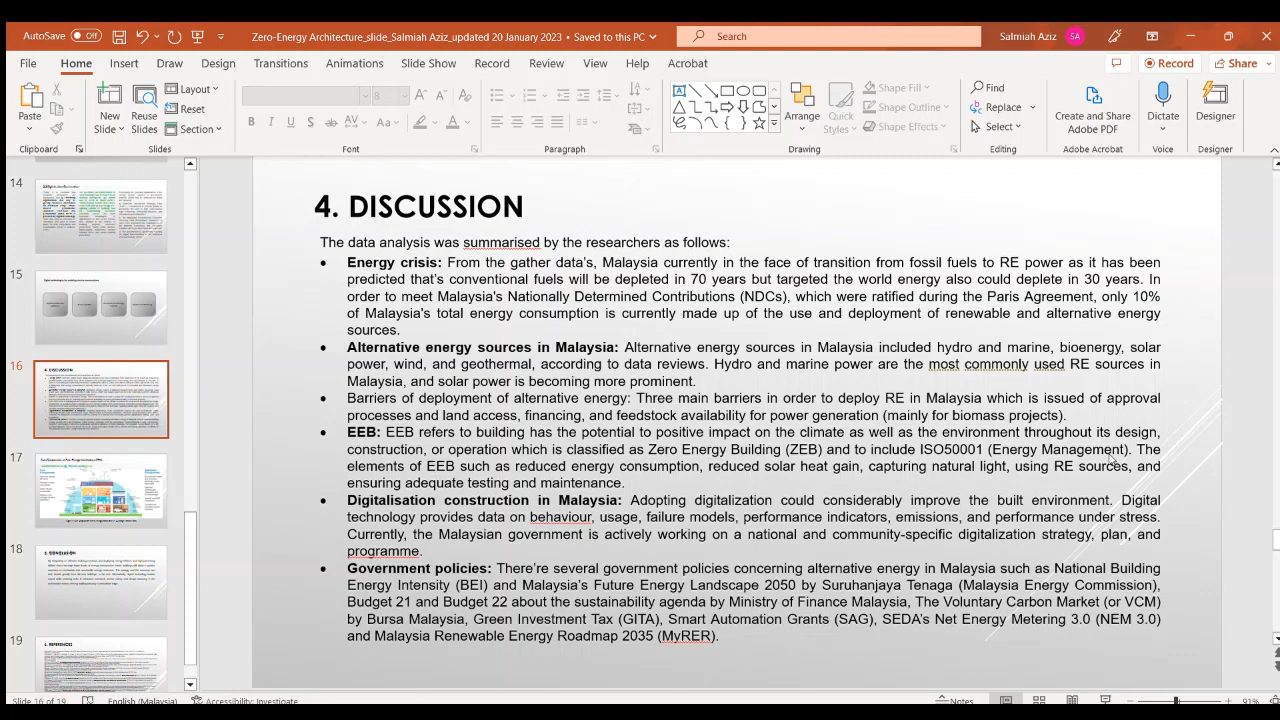 AutoSave Off Zero-Energy Architecture_slide_Salmiah Aziz_updated 20 January 2023 • Saved to this PC Search Salmiah Aziz SA
File Home Insert Draw Design Transitions Animations Slide Show Record Review View Help Acrobat Record Share
Paste New Slide Reuse Slides Layout Reset Section 8 Shape Fill Shape Outline Shape Effects Arrange Quick Styles Find Replace Select Create and Share Adobe PDF Dictate Designer
Clipboard Slides Font Paragraph Drawing Editing Adobe Acrobat Voice Designer
14
15
16
17
18
19
4. DISCUSSION
The data analysis was summarised by the researchers as follows:
• Energy crisis: From the gather data's, Malaysia currently in the face of transition from fossil fuels to RE power as it has been
predicted that's conventional fuels will be depleted in 70 years but targeted the world energy also could deplete in 30 years. In
order to meet Malaysia's Nationally Determined Contributions (NDCs), which were ratified during the Paris Agreement, only 10%
of Malaysia's total energy consumption is currently made up of the use and deployment of renewable and alternative energy
sources.
• Alternative energy sources in Malaysia: Alternative energy sources in Malaysia included hydro and marine, bioenergy, solar
power, wind, and geothermal, according to data reviews. Hydro and marine power are the most commonly used RE sources in
Malaysia, and solar power is becoming more prominent.
• Barriers of deployment of alternative energy: Three main barriers in order to deploy RE in Malaysia which is issued of approval
processes and land access, financing, and feedstock availability for power generation (mainly for biomass projects).
• EEB: EEB refers to building has the potential to positive impact on the climate as well as the environment throughout its design,
construction, or operation which is classified as Zero Energy Building (ZEB) and to include ISO50001 (Energy Management). The
elements of EEB such as reduced energy consumption, reduced solar heat gain, capturing natural light, using RE sources, and
ensuring adequate testing and maintenance.
• Digitalisation construction in Malaysia: Adopting digitalization could considerably improve the built environment. Digital
technology provides data on behaviour, usage, failure models, performance indicators, emissions, and performance under stress.
Currently, the Malaysian government is actively working on a national and community-specific digitalization strategy, plan, and
programme.
• Government policies: There're several government policies concern alternative energy in Malaysia such as National Building
Energy Intensity (BEI) and Malaysia's Future Energy Landscape 2050 by Suruhanjaya Tenaga (Malaysia Energy Commission),
Budget 21 and Budget 22 about the sustainability agenda by Ministry of Finance Malaysia, The Voluntary Carbon Market (or VCM)
by Bursa Malaysia, Green Investment Tax (GITA), Smart Automation Grants (SAG), SEDA's Net Energy Metering 3.0 (NEM 3.0)
and Malaysia Renewable Energy Roadmap 2035 (MyRER).
Slide 16 of 19 English (Malaysia) Accessibility: Investigate Notes 91%